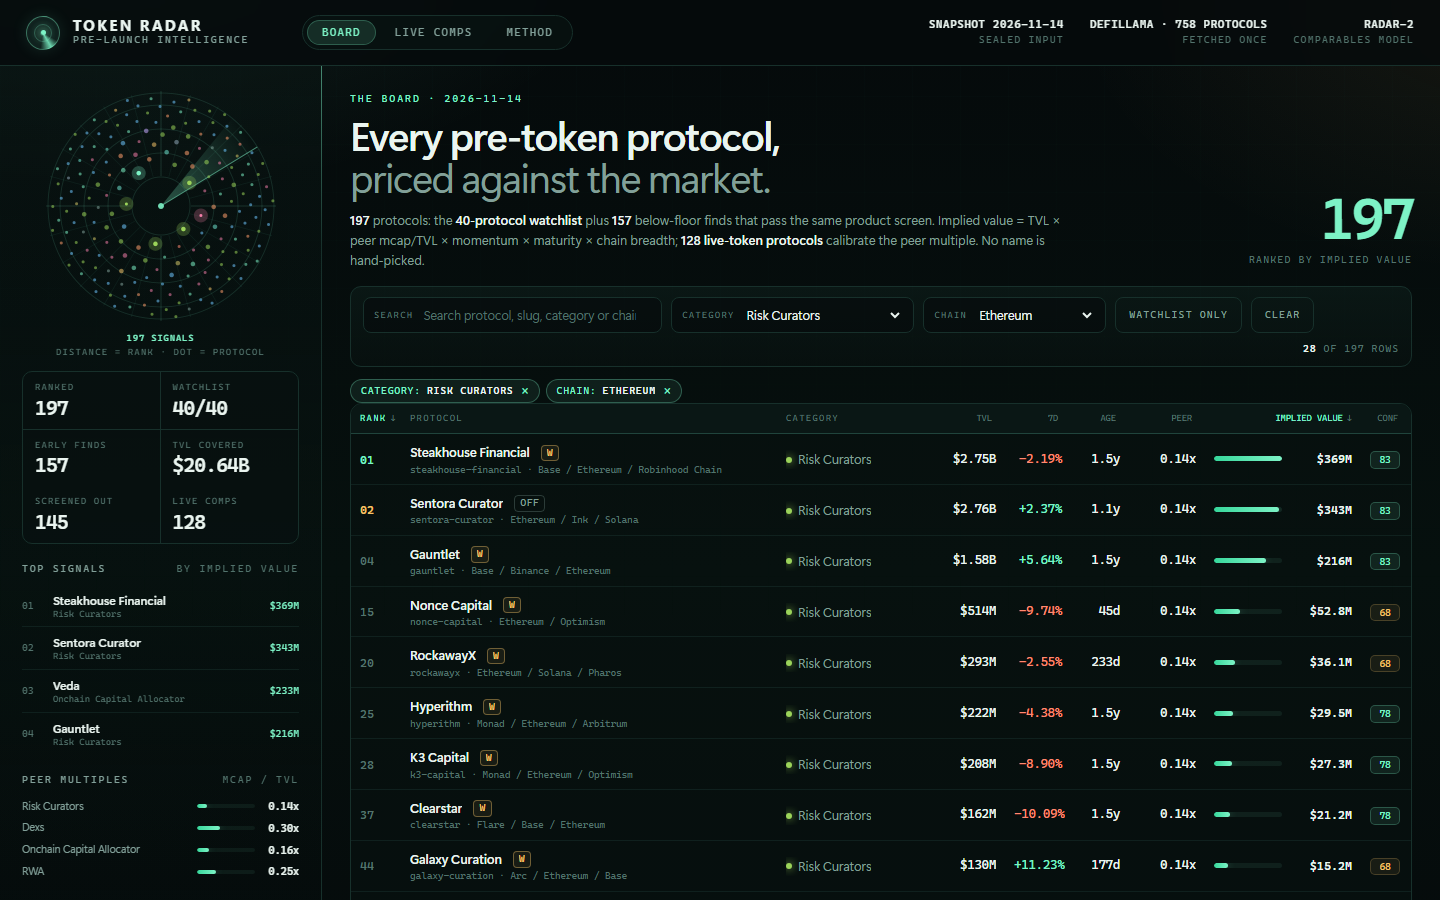 TOKEN RADAR
PRE-LAUNCH INTELLIGENCE
BOARD
LIVE COMPS
METHOD
SNAPSHOT 2026-11-14
SEALED INPUT
DEFILLAMA · 758 PROTOCOLS
FETCHED ONCE
RADAR-2
COMPARABLES MODEL
197 SIGNALS
DISTANCE = RANK · DOT = PROTOCOL
RANKED
197
WATCHLIST
40/40
EARLY FINDS
157
TVL COVERED
$20.64B
SCREENED OUT
145
LIVE COMPS
128
TOP SIGNALS BY IMPLIED VALUE
01 Steakhouse Financial $369M
Risk Curators
02 Sentora Curator $343M
Risk Curators
03 Veda $233M
Onchain Capital Allocator
04 Gauntlet $216M
Risk Curators
PEER MULTIPLES MCAP / TVL
Risk Curators 0.14x
Dexs 0.30x
Onchain Capital Allocator 0.16x
RWA 0.25x
THE BOARD · 2026-11-14
Every pre-token protocol,
priced against the market.
197 protocols: the 40-protocol watchlist plus 157 below-floor finds that pass the same product screen. Implied value = TVL ×
peer mcap/TVL × momentum × maturity × chain breadth; 128 live-token protocols calibrate the peer multiple. No name is
hand-picked.
197
RANKED BY IMPLIED VALUE
SEARCH Search protocol, slug, category or chai
CATEGORY Risk Curators
CHAIN Ethereum
WATCHLIST ONLY
CLEAR
28 OF 197 ROWS
CATEGORY: RISK CURATORS ×
CHAIN: ETHEREUM ×
RANK ↓ PROTOCOL CATEGORY TVL 7D AGE PEER IMPLIED VALUE ↓ CONF
01 Steakhouse Financial W Risk Curators $2.75B −2.19% 1.5y 0.14x $369M 83
steakhouse-financial · Base / Ethereum / Robinhood Chain
02 Sentora Curator OFF Risk Curators $2.76B +2.37% 1.1y 0.14x $343M 83
sentora-curator · Ethereum / Ink / Solana
04 Gauntlet W Risk Curators $1.58B +5.64% 1.5y 0.14x $216M 83
gauntlet · Base / Binance / Ethereum
15 Nonce Capital W Risk Curators $514M −9.74% 45d 0.14x $52.8M 68
nonce-capital · Ethereum / Optimism
20 RockawayX W Risk Curators $293M −2.55% 233d 0.14x $36.1M 68
rockawayx · Ethereum / Solana / Pharos
25 Hyperithm W Risk Curators $222M −4.38% 1.5y 0.14x $29.5M 78
hyperithm · Monad / Ethereum / Arbitrum
28 K3 Capital W Risk Curators $208M −8.90% 1.5y 0.14x $27.3M 78
k3-capital · Monad / Ethereum / Optimism
37 Clearstar W Risk Curators $162M −10.09% 1.5y 0.14x $21.2M 78
clearstar · Flare / Base / Ethereum
44 Galaxy Curation W Risk Curators $130M +11.23% 177d 0.14x $15.2M 68
galaxy-curation · Arc / Ethereum / Base